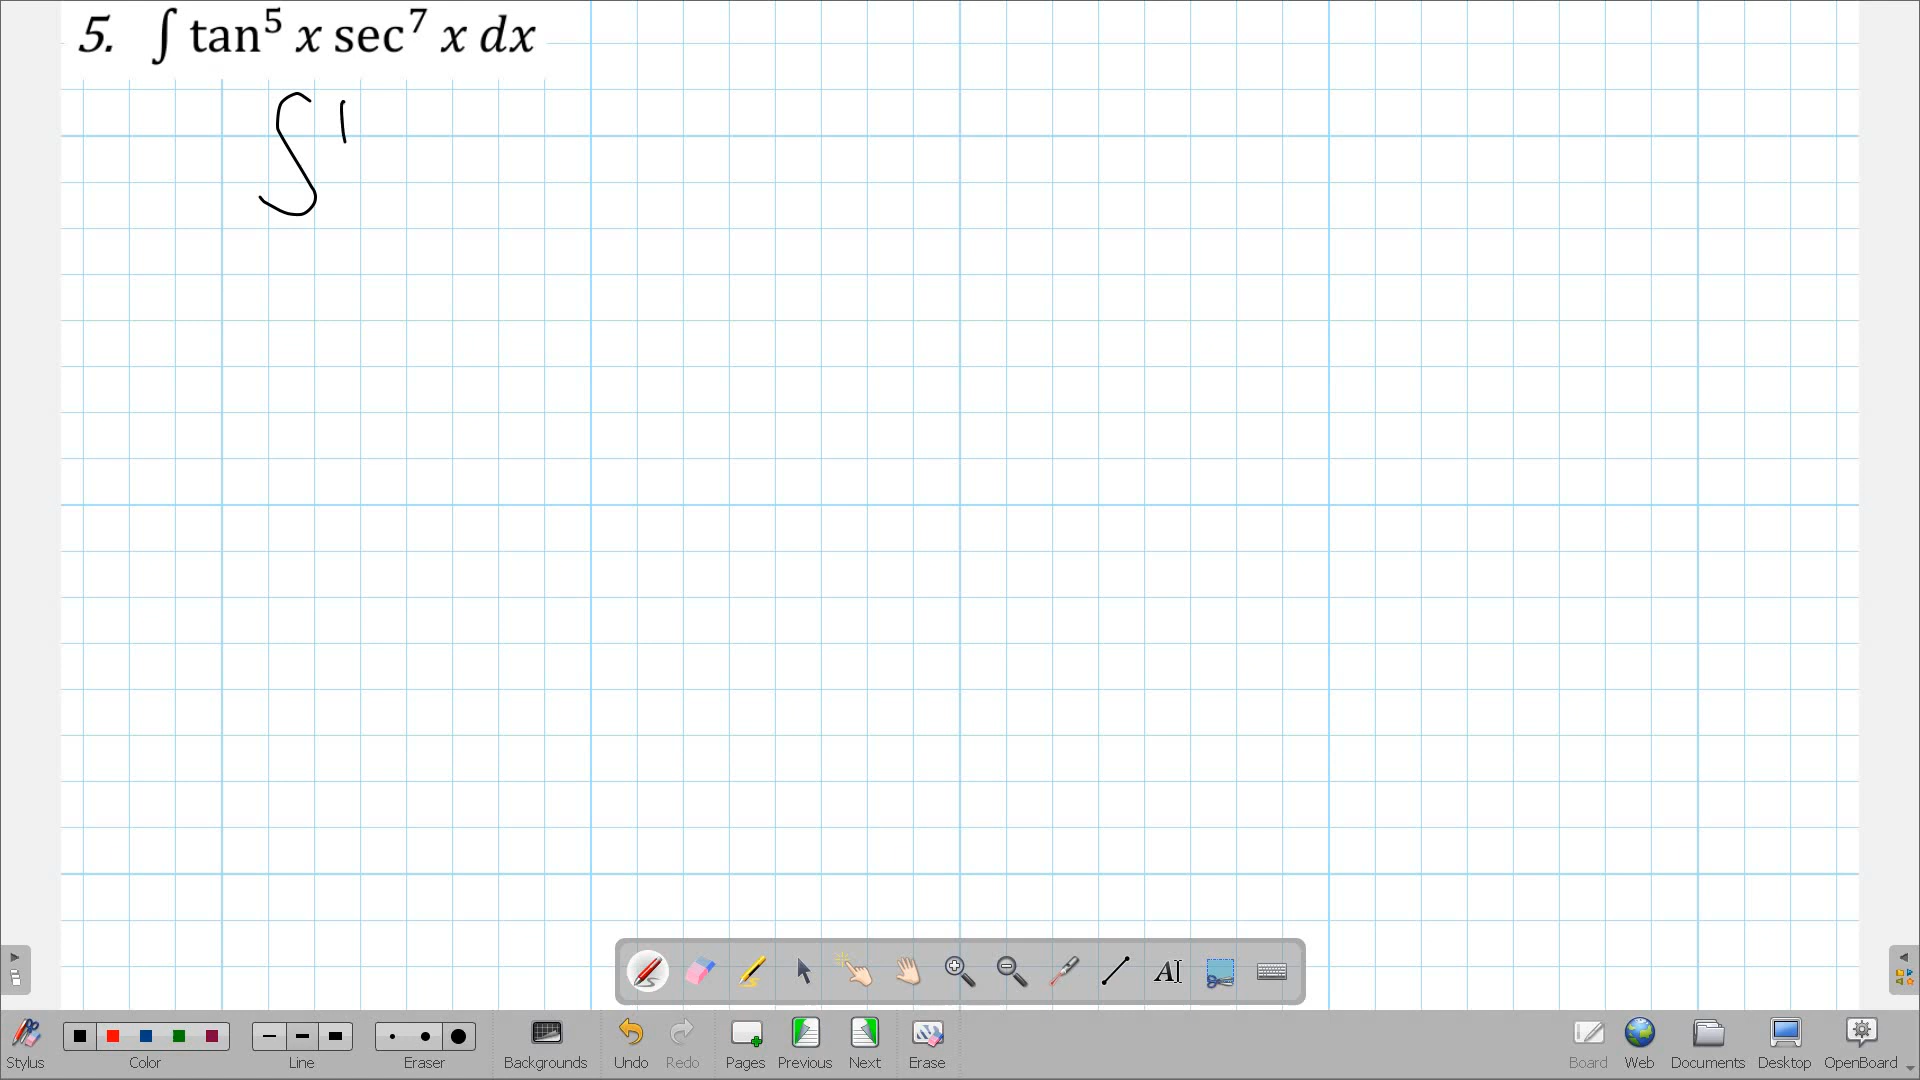 5. ∫ tan⁵ x sec⁷ x dx
∫
Stylus
Color
Line
Eraser
Backgrounds
Undo
Redo
Pages
Previous
Next
Erase
Board
Web
Documents
Desktop
OpenBoard